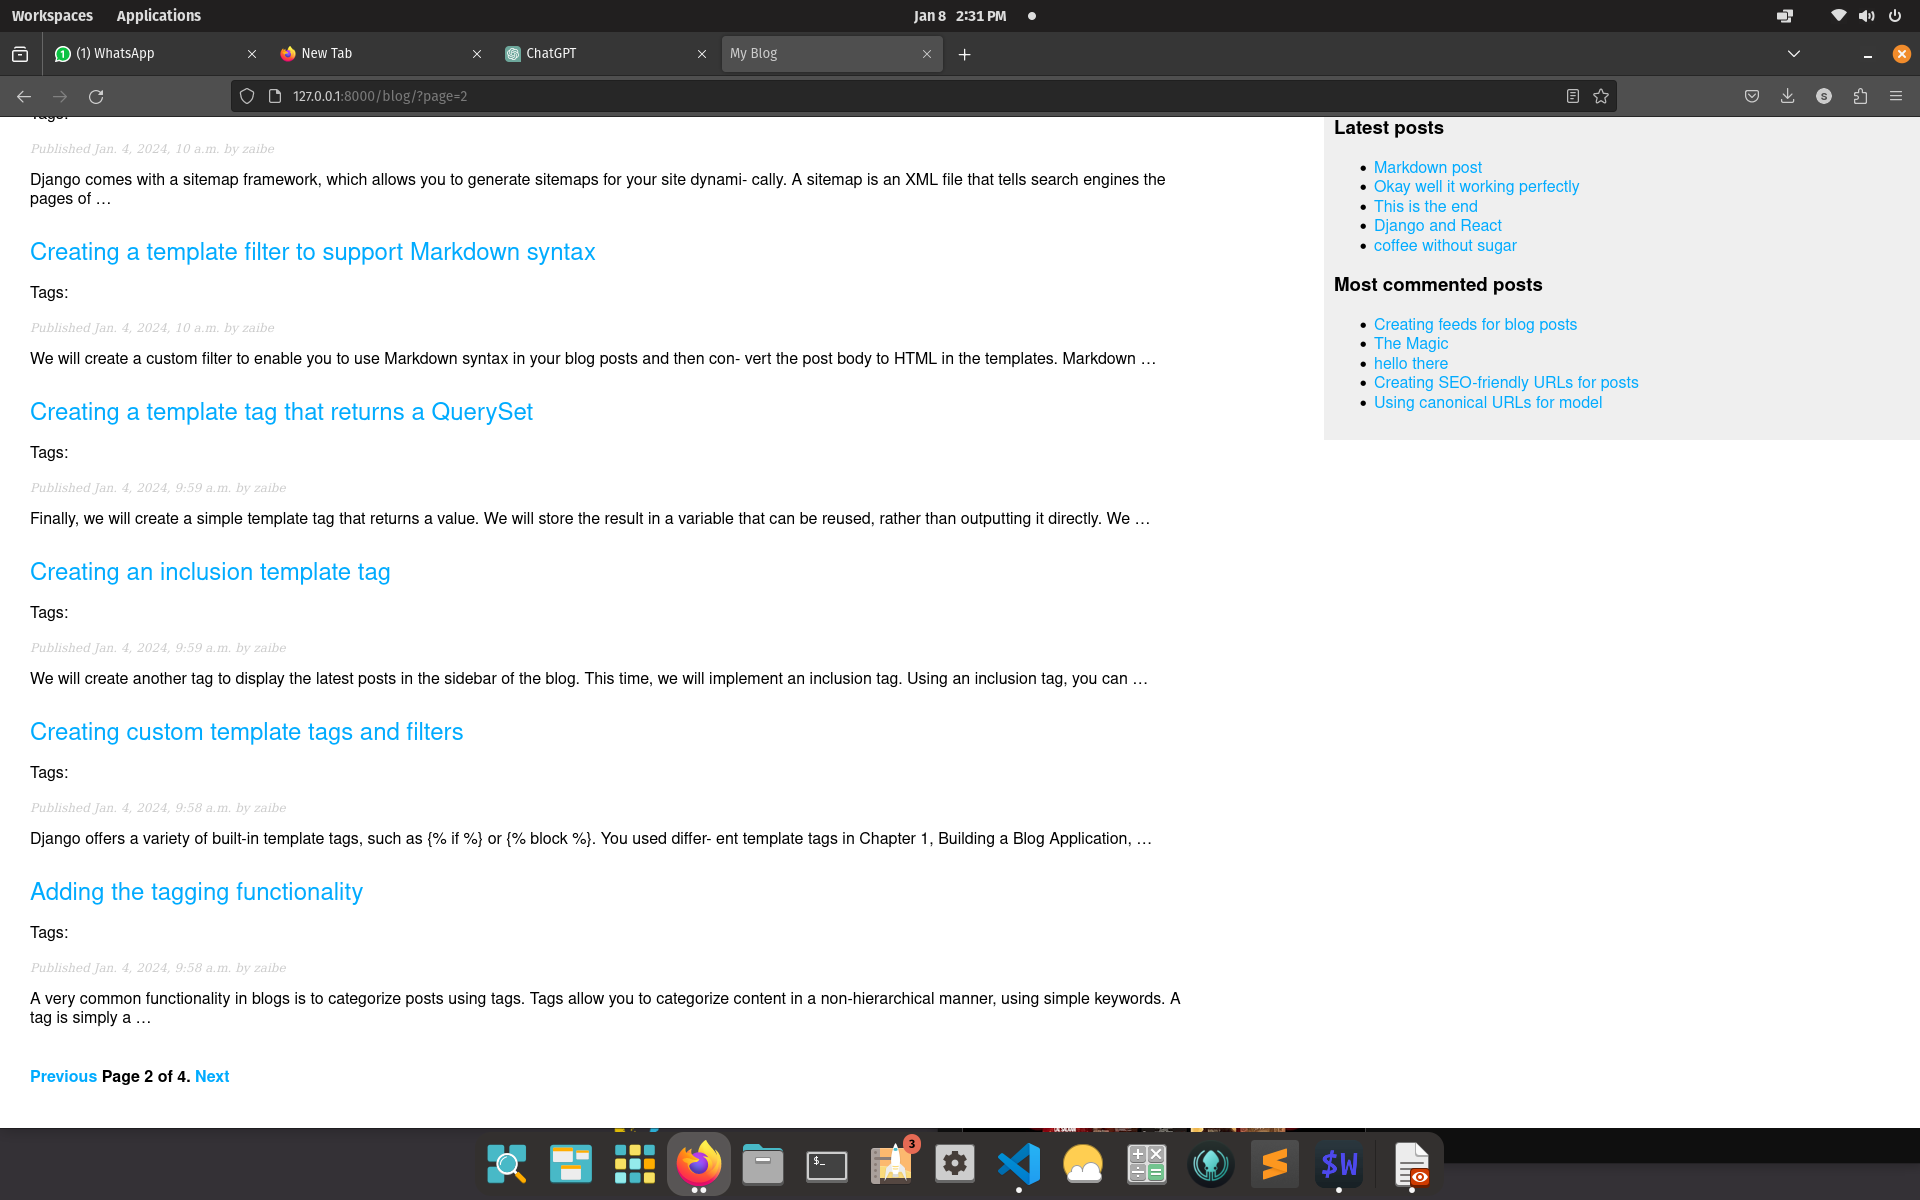 Workspaces Applications Jan 8 2:31 PM
(1) WhatsApp New Tab ChatGPT My Blog
127.0.0.1:8000/blog/?page=2
Tags:
Published Jan. 4, 2024, 10 a.m. by zaibe
Django comes with a sitemap framework, which allows you to generate sitemaps for your site dynami- cally. A sitemap is an XML file that tells search engines the
pages of …
Creating a template filter to support Markdown syntax
Tags:
Published Jan. 4, 2024, 10 a.m. by zaibe
We will create a custom filter to enable you to use Markdown syntax in your blog posts and then con- vert the post body to HTML in the templates. Markdown …
Creating a template tag that returns a QuerySet
Tags:
Published Jan. 4, 2024, 9:59 a.m. by zaibe
Finally, we will create a simple template tag that returns a value. We will store the result in a variable that can be reused, rather than outputting it directly. We …
Creating an inclusion template tag
Tags:
Published Jan. 4, 2024, 9:59 a.m. by zaibe
We will create another tag to display the latest posts in the sidebar of the blog. This time, we will implement an inclusion tag. Using an inclusion tag, you can …
Creating custom template tags and filters
Tags:
Published Jan. 4, 2024, 9:58 a.m. by zaibe
Django offers a variety of built-in template tags, such as {% if %} or {% block %}. You used differ- ent template tags in Chapter 1, Building a Blog Application, …
Adding the tagging functionality
Tags:
Published Jan. 4, 2024, 9:58 a.m. by zaibe
A very common functionality in blogs is to categorize posts using tags. Tags allow you to categorize content in a non-hierarchical manner, using simple keywords. A
tag is simply a …
Previous Page 2 of 4. Next
Latest posts
Markdown post
Okay well it working perfectly
This is the end
Django and React
coffee without sugar
Most commented posts
Creating feeds for blog posts
The Magic
hello there
Creating SEO-friendly URLs for posts
Using canonical URLs for model
3
$_
$W